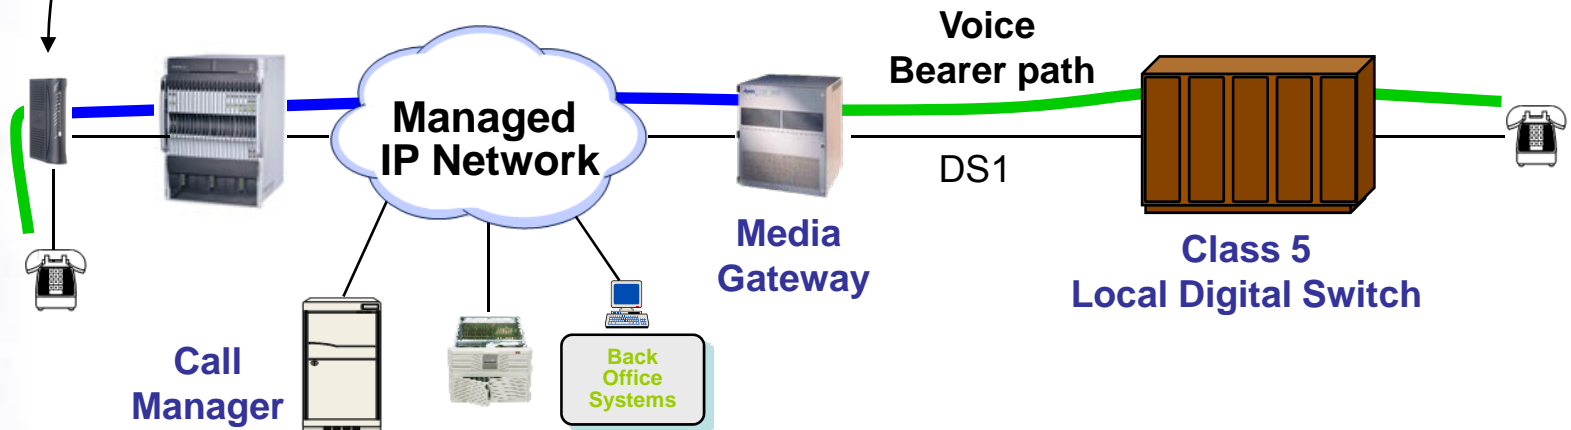 Voice
Bearer path
Managed
IP Network
DS1
Media
Gateway
Class 5
Local Digital Switch
Call
Manager
Back
Office
Systems